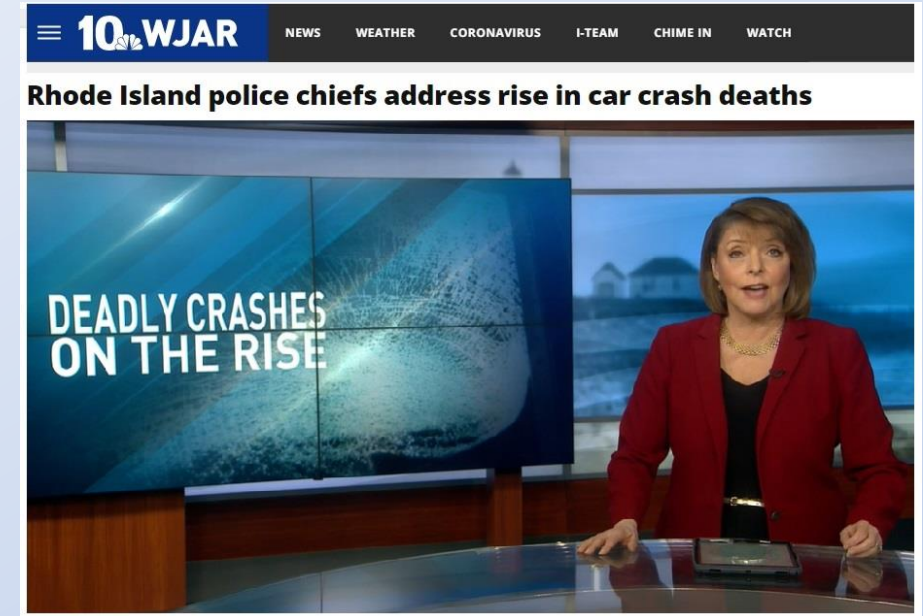 10 WJAR
NEWS WEATHER CORONAVIRUS I-TEAM CHIME IN WATCH
Rhode Island police chiefs address rise in car crash deaths
DEADLY CRASHES
ON THE RISE